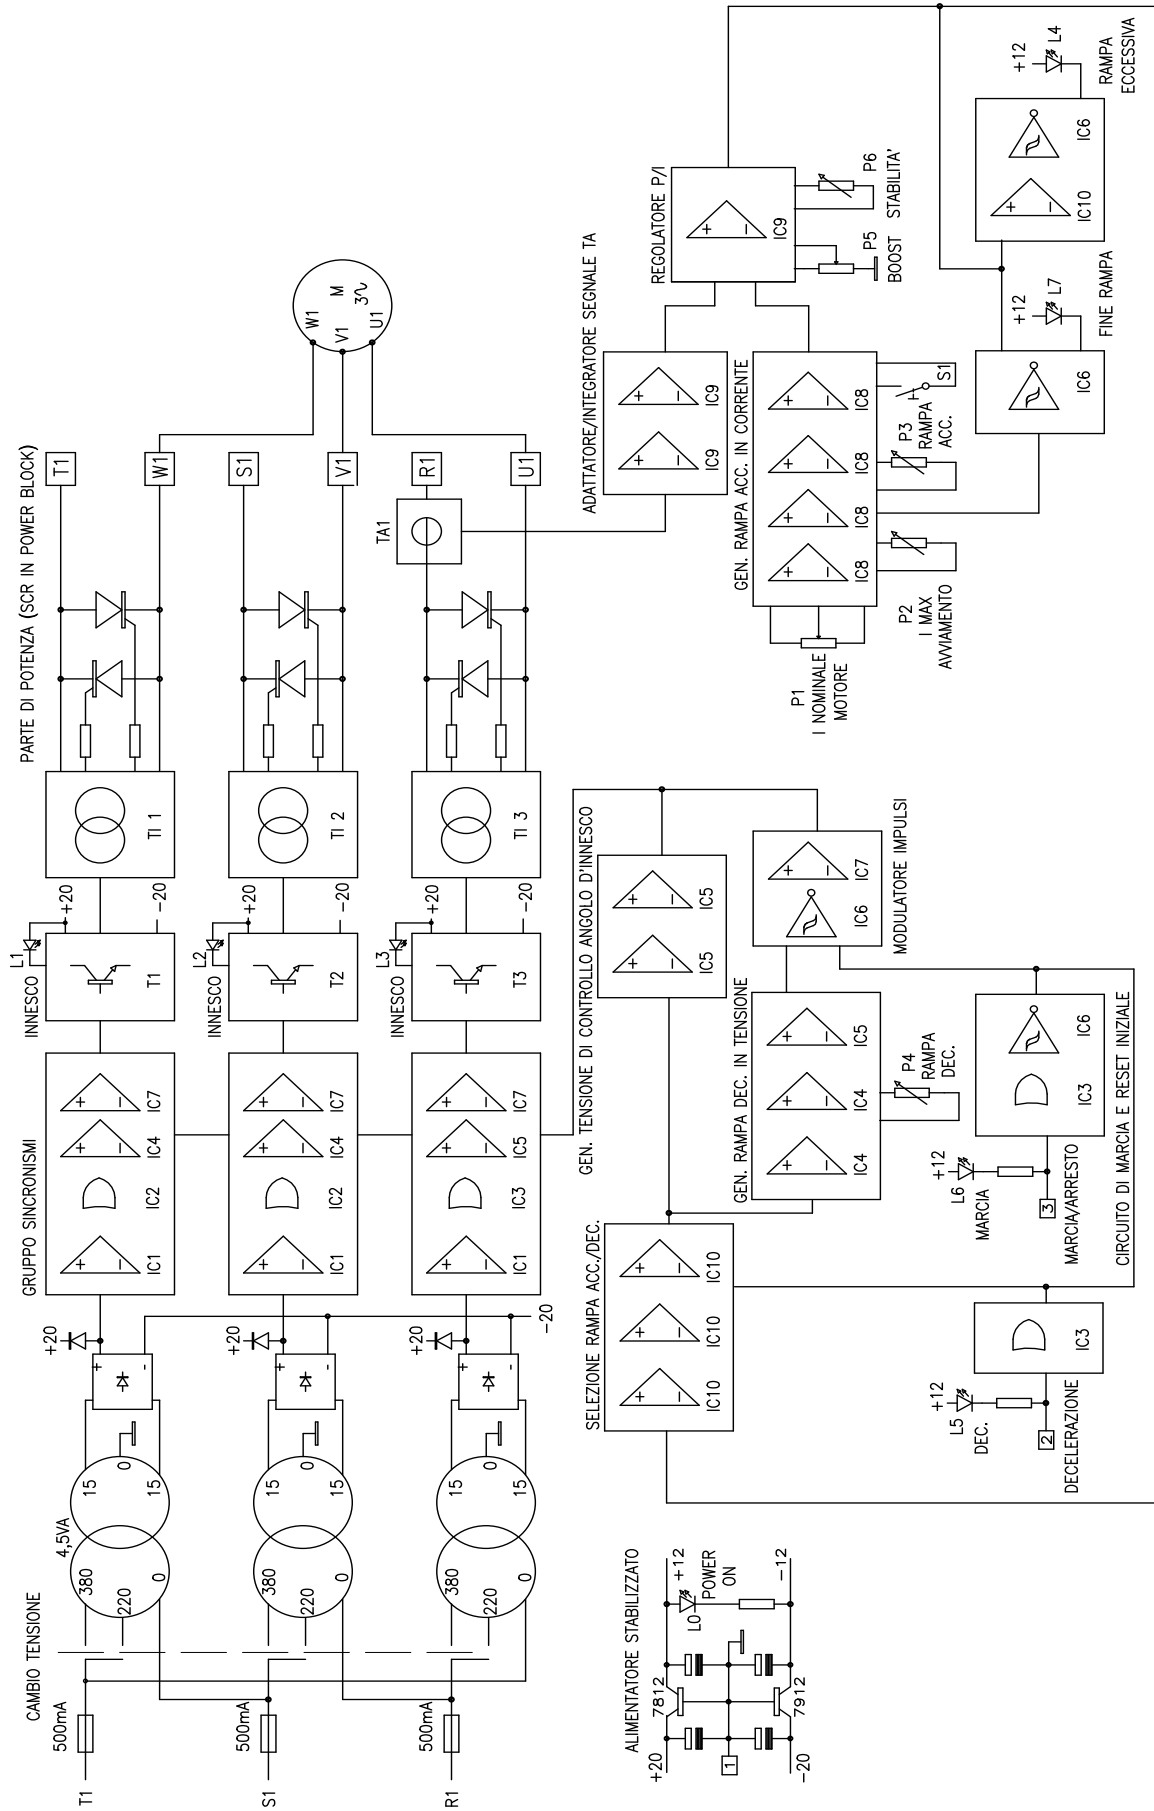 CAMBIO TENSIONE
T1
500mA
380
220
0
4,5VA
15
0
15
+20
+
-
GRUPPO SINCRONISMI
+
−
IC1
IC2
+
−
IC4
+
−
IC7
INNESCO
L1
T1
+20
−20
TI 1
PARTE DI POTENZA (SCR IN POWER BLOCK)
T1
W1
S1
500mA
380
220
0
15
0
15
+20
+
-
+
−
IC1
IC2
+
−
IC4
+
−
IC7
INNESCO
L2
T2
+20
−20
TI 2
S1
V1
W1
V1
U1
M
3~
R1
500mA
380
220
0
15
0
15
+20
+
-
−20
+
−
IC1
IC3
+
−
IC5
+
−
IC7
INNESCO
L3
T3
+20
−20
TI 3
TA1
R1
U1
ALIMENTATORE STABILIZZATO
+20
7812
+12
L0
POWER
ON
1
−20
7912
−12
SELEZIONE RAMPA ACC./DEC.
+
−
IC10
+
−
IC10
+
−
IC10
GEN. TENSIONE DI CONTROLLO ANGOLO D'INNESCO
+
−
IC5
+
−
IC5
GEN. RAMPA DEC. IN TENSIONE
+
−
IC4
+
−
IC4
+
−
IC5
P4
RAMPA
DEC.
MODULATORE IMPULSI
IC6
+
−
IC7
+12
L5
DEC.
2
DECELERAZIONE
IC3
+12
L6
MARCIA
3
MARCIA/ARRESTO
IC3
IC6
CIRCUITO DI MARCIA E RESET INIZIALE
ADATTATORE/INTEGRATORE SEGNALE TA
+
−
IC9
+
−
IC9
GEN. RAMPA ACC. IN CORRENTE
+
−
IC8
+
−
IC8
+
−
IC8
+
−
IC8
P1
I NOMINALE
MOTORE
P2
I MAX
AVVIAMENTO
P3
RAMPA
ACC.
S1
REGOLATORE P/I
+
−
IC9
P5
BOOST
P6
STABILITA'
IC6
+12
L7
FINE RAMPA
+
−
IC10
IC6
+12
L4
RAMPA
ECCESSIVA